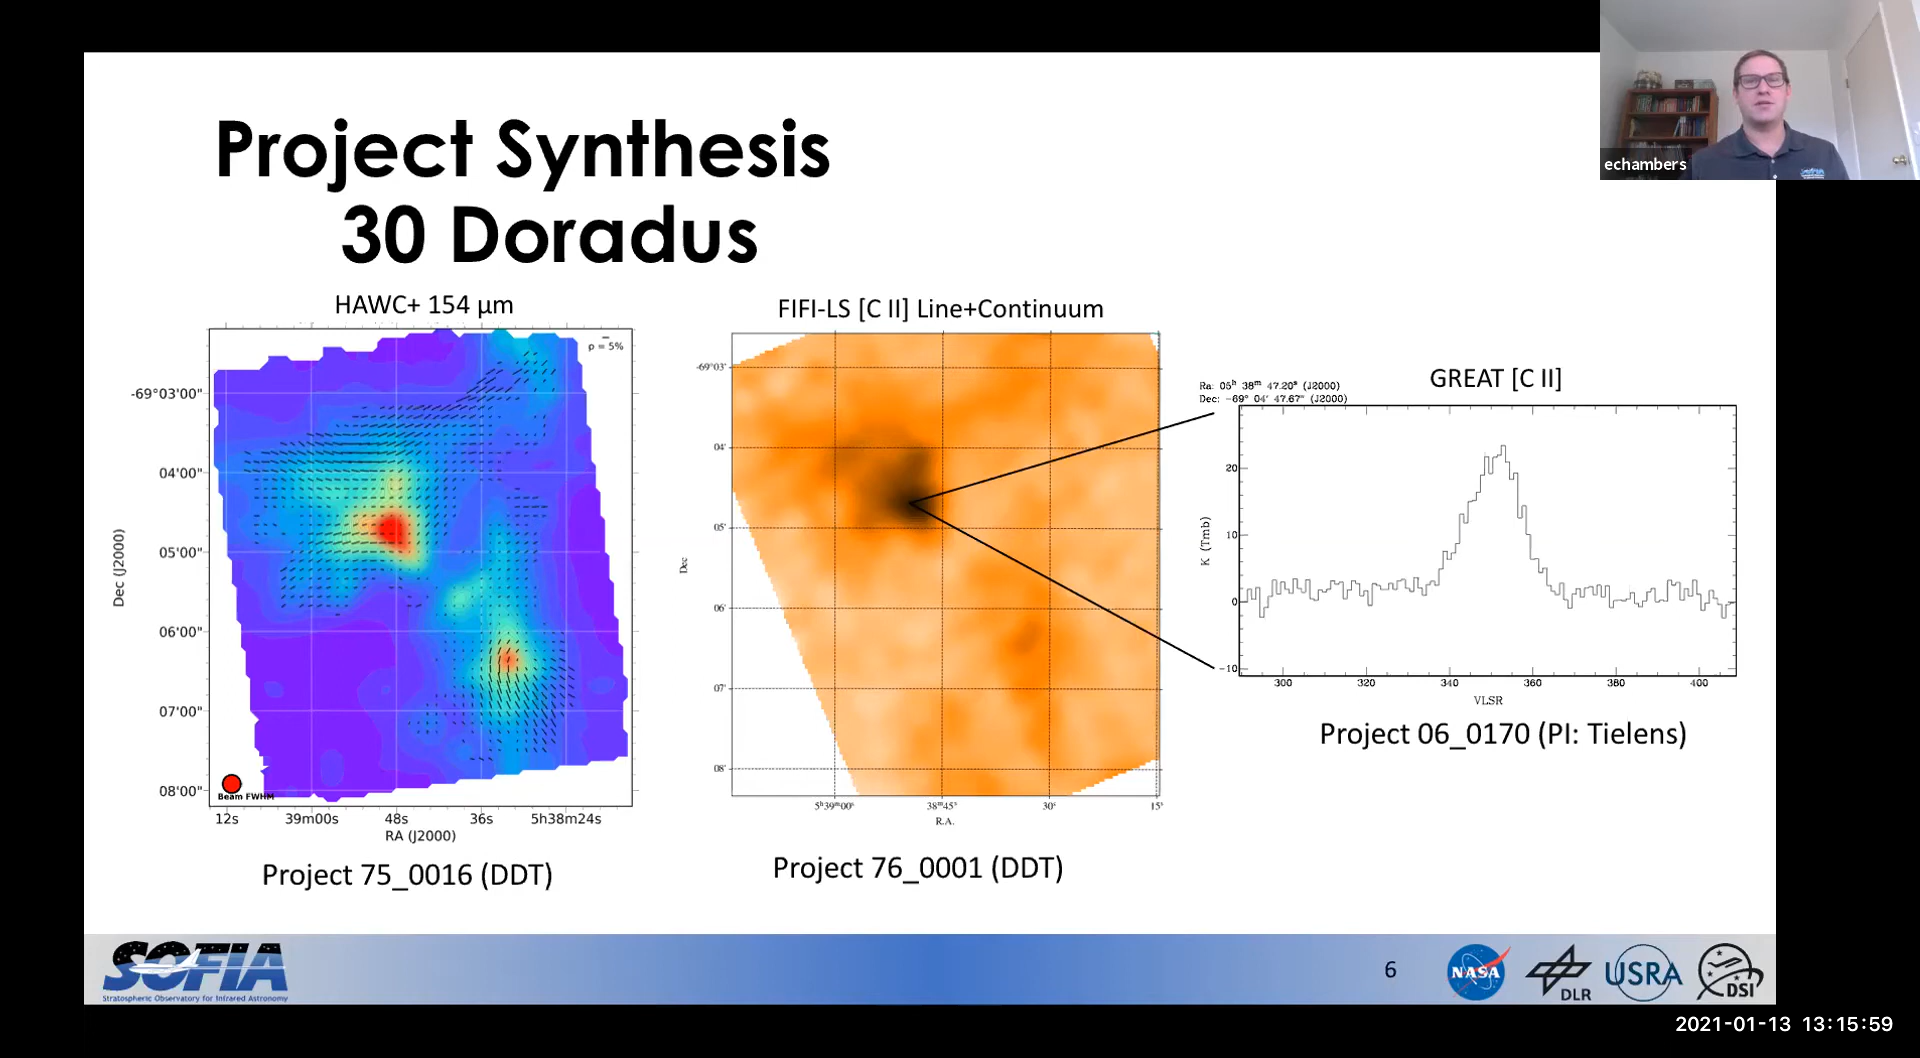 echambers
Project Synthesis
30 Doradus
HAWC+ 154 µm
p = 5%
-69°03'00"
04'00"
05'00"
06'00"
07'00"
08'00"
Dec (J2000)
Beam FWHM
12s 39m00s 48s 36s 5h38m24s
RA (J2000)
Project 75_0016 (DDT)
FIFI-LS [C II] Line+Continuum
-69°03'
04'
05'
06'
07'
08'
Dec
5ʰ39ᵐ00ˢ 38ᵐ45ˢ 30ˢ 15ˢ
R.A.
Project 76_0001 (DDT)
GREAT [C II]
Ra: 05ʰ 38ᵐ 47.20ˢ (J2000)
Dec: -69° 04' 47.67" (J2000)
20
10
0
-10
K (Tmb)
300 320 340 360 380 400
VLSR
Project 06_0170 (PI: Tielens)
SOFIA
Stratospheric Observatory for Infrared Astronomy
6
NASA
DLR
USRA
DSI
2021-01-13 13:15:59